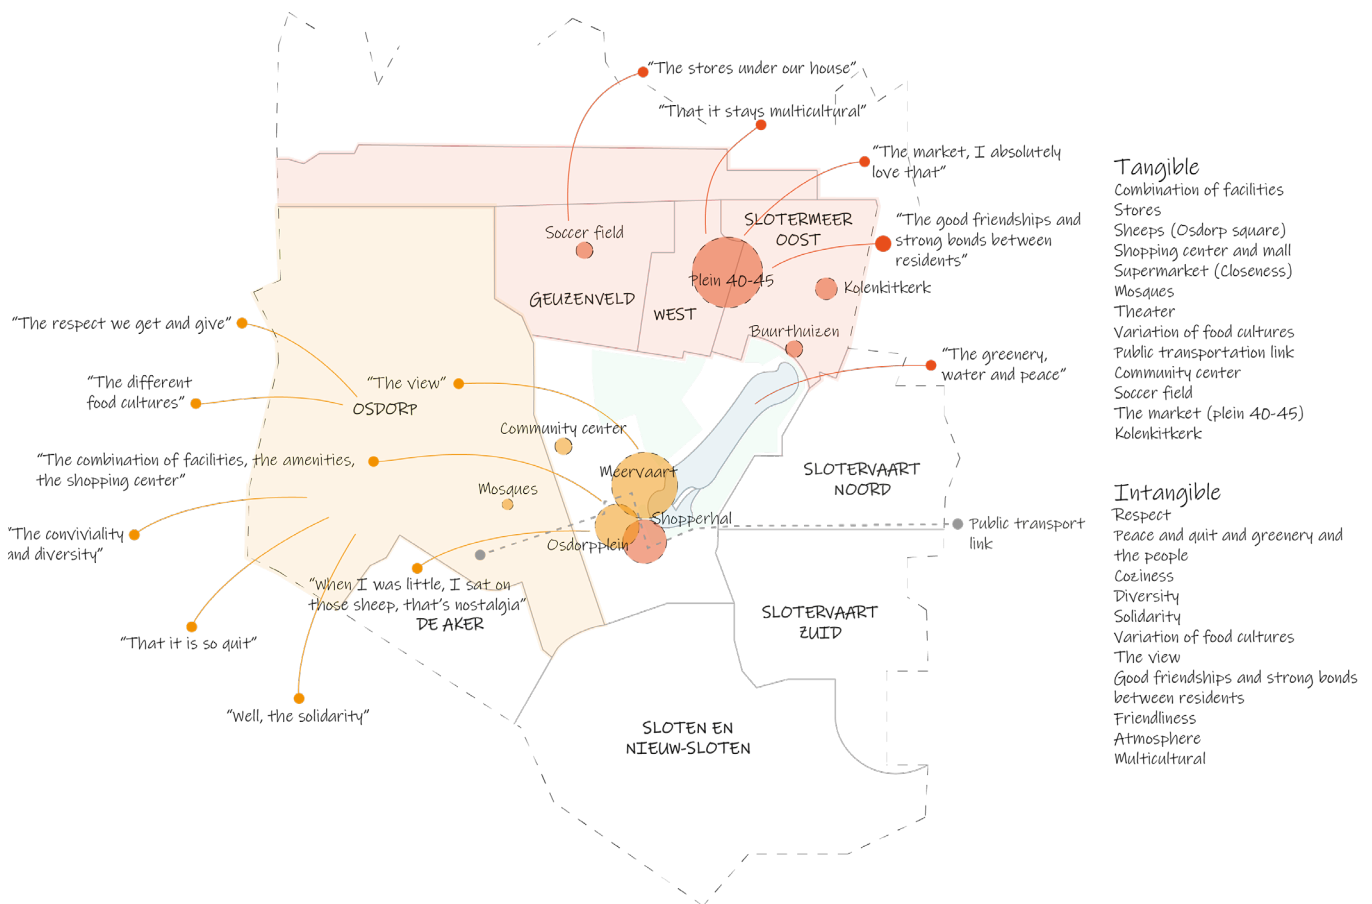 “The stores under our house”
“That it stays multicultural”
“The market, I absolutely
love that”
“The good friendships and
strong bonds between
residents”
SLOTERMEER
OOST
Soccer field
Plein 40-45
Kolenkitkerk
GEUZENVELD
WEST
Buurthuizen
“The greenery,
water and peace”
“The respect we get and give”
“The different
food cultures”
“The view”
OSDORP
Community center
“The combination of facilities, the amenities,
the shopping center”
Meervaart
Mosques
SLOTERVAART
NOORD
Shopperhal
Osdorpplein
Public transport
link
“The conviviality
and diversity”
“When I was little, I sat on
those sheep, that’s nostalgia”
DE AKER
“That it is so quit”
SLOTERVAART
ZUID
“Well, the solidarity”
SLOTEN EN
NIEUW-SLOTEN
Tangible
Combination of facilities
Stores
Sheeps (Osdorp square)
Shopping center and mall
Supermarket (Closeness)
Mosques
Theater
Variation of food cultures
Public transportation link
Community center
Soccer field
The market (plein 40-45)
Kolenkitkerk
Intangible
Respect
Peace and quit and greenery and
the people
Coziness
Diversity
Solidarity
Variation of food cultures
The view
Good friendships and strong bonds
between residents
Friendliness
Atmosphere
Multicultural